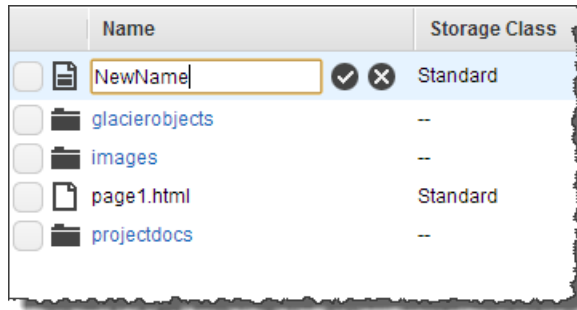 Name Storage Class
NewName Standard
glacierobjects --
images --
page1.html Standard
projectdocs --